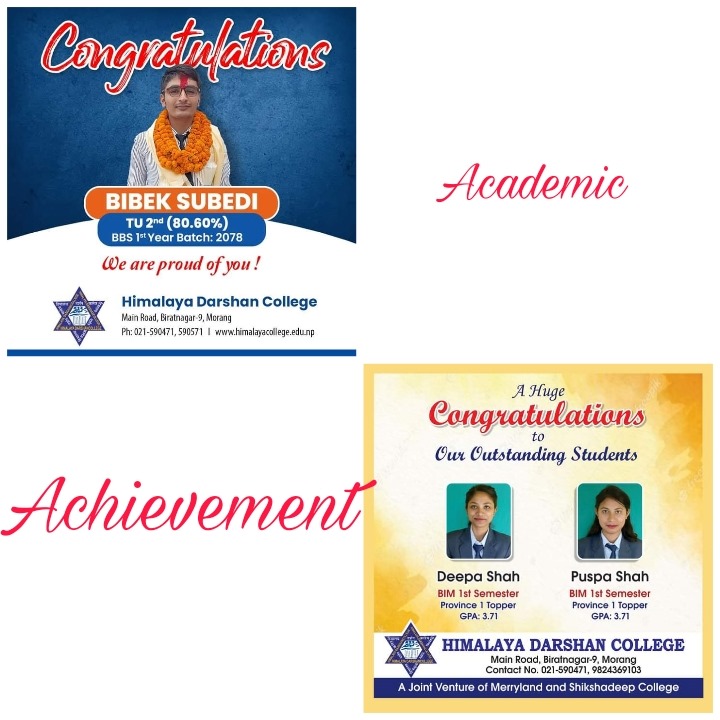 Congratulations
BIBEK SUBEDI
TU 2nd (80.60%)
BBS 1st Year Batch: 2078
We are proud of you !
Himalaya Darshan College
Main Road, Biratnagar-9, Morang
Ph: 021-590471, 590571 | www.himalayacollege.edu.np
Academic
Achievement
A Huge
Congratulations
to
Our Outstanding Students
Deepa Shah
BIM 1st Semester
Province 1 Topper
GPA: 3.71
Puspa Shah
BIM 1st Semester
Province 1 Topper
GPA: 3.71
HIMALAYA DARSHAN COLLEGE
Main Road, Biratnagar-9, Morang
Contact No. 021-590471, 9824369103
A Joint Venture of Merryland and Shikshadeep College